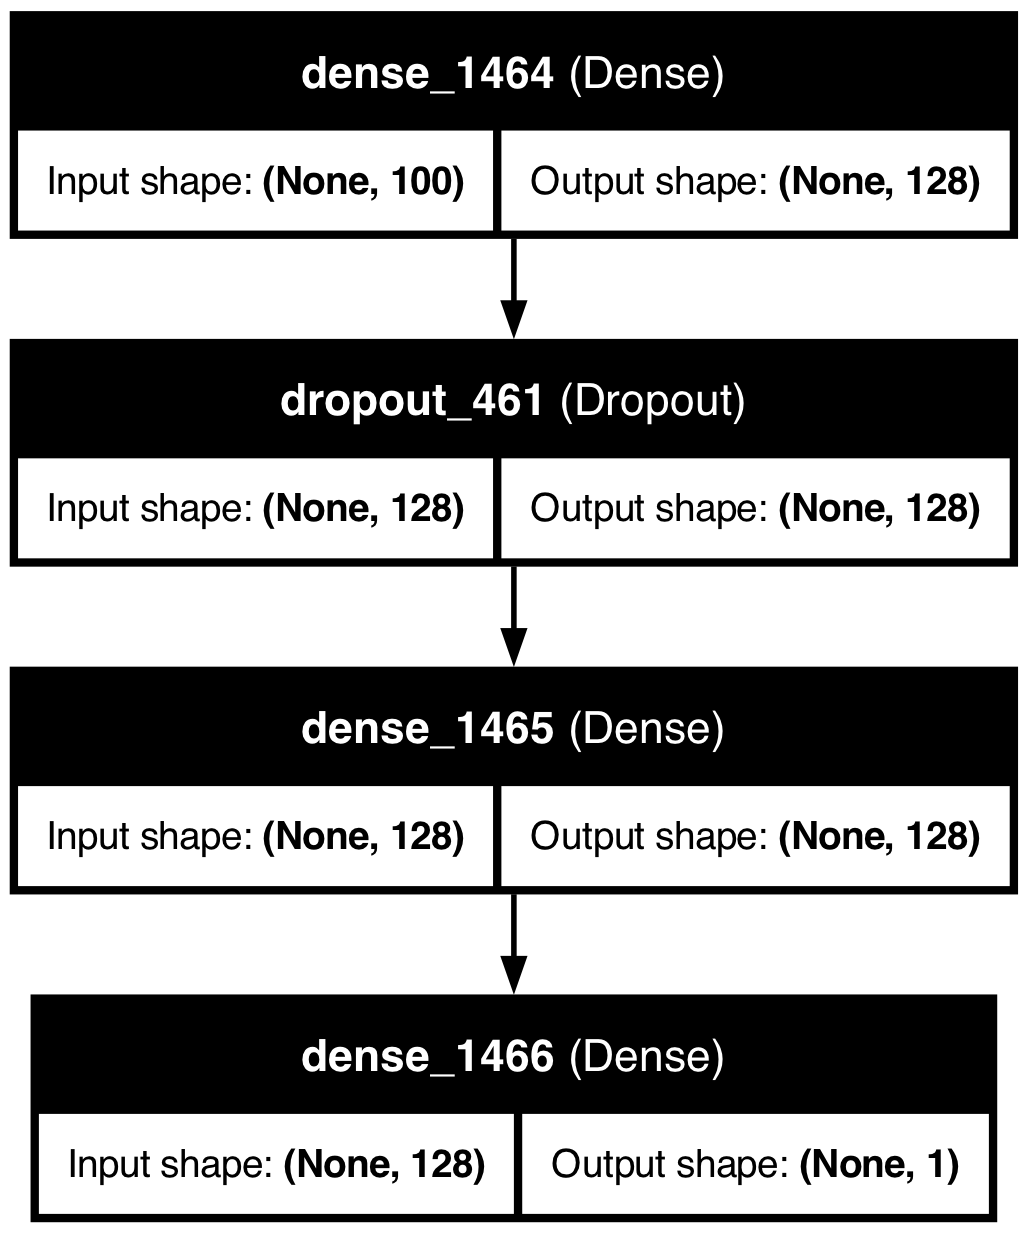 dense_1464 (Dense)
Input shape: (None, 100)
Output shape: (None, 128)
dropout_461 (Dropout)
Input shape: (None, 128)
Output shape: (None, 128)
dense_1465 (Dense)
Input shape: (None, 128)
Output shape: (None, 128)
dense_1466 (Dense)
Input shape: (None, 128)
Output shape: (None, 1)